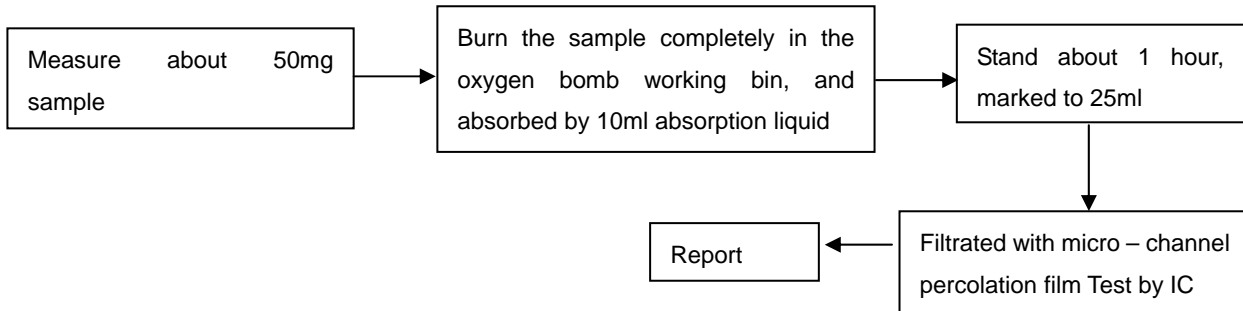 Measure about 50mg
sample
Burn the sample completely in the
oxygen bomb working bin, and
absorbed by 10ml absorption liquid
Stand about 1 hour,
marked to 25ml
Filtrated with micro – channel
percolation film Test by IC
Report